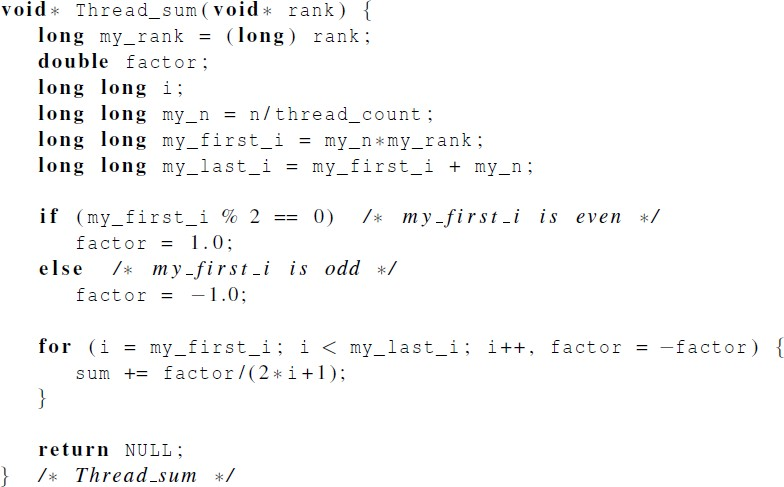 void* Thread_sum(void* rank) {
   long my_rank = (long) rank;
   double factor;
   long long i;
   long long my_n = n/thread_count;
   long long my_first_i = my_n*my_rank;
   long long my_last_i = my_first_i + my_n;

   if (my_first_i % 2 == 0)  /* my_first_i is even */
      factor = 1.0;
   else  /* my_first_i is odd */
      factor = −1.0;

   for (i = my_first_i; i < my_last_i; i++, factor = −factor) {
      sum += factor/(2*i+1);
   }

   return NULL;
}  /* Thread_sum */